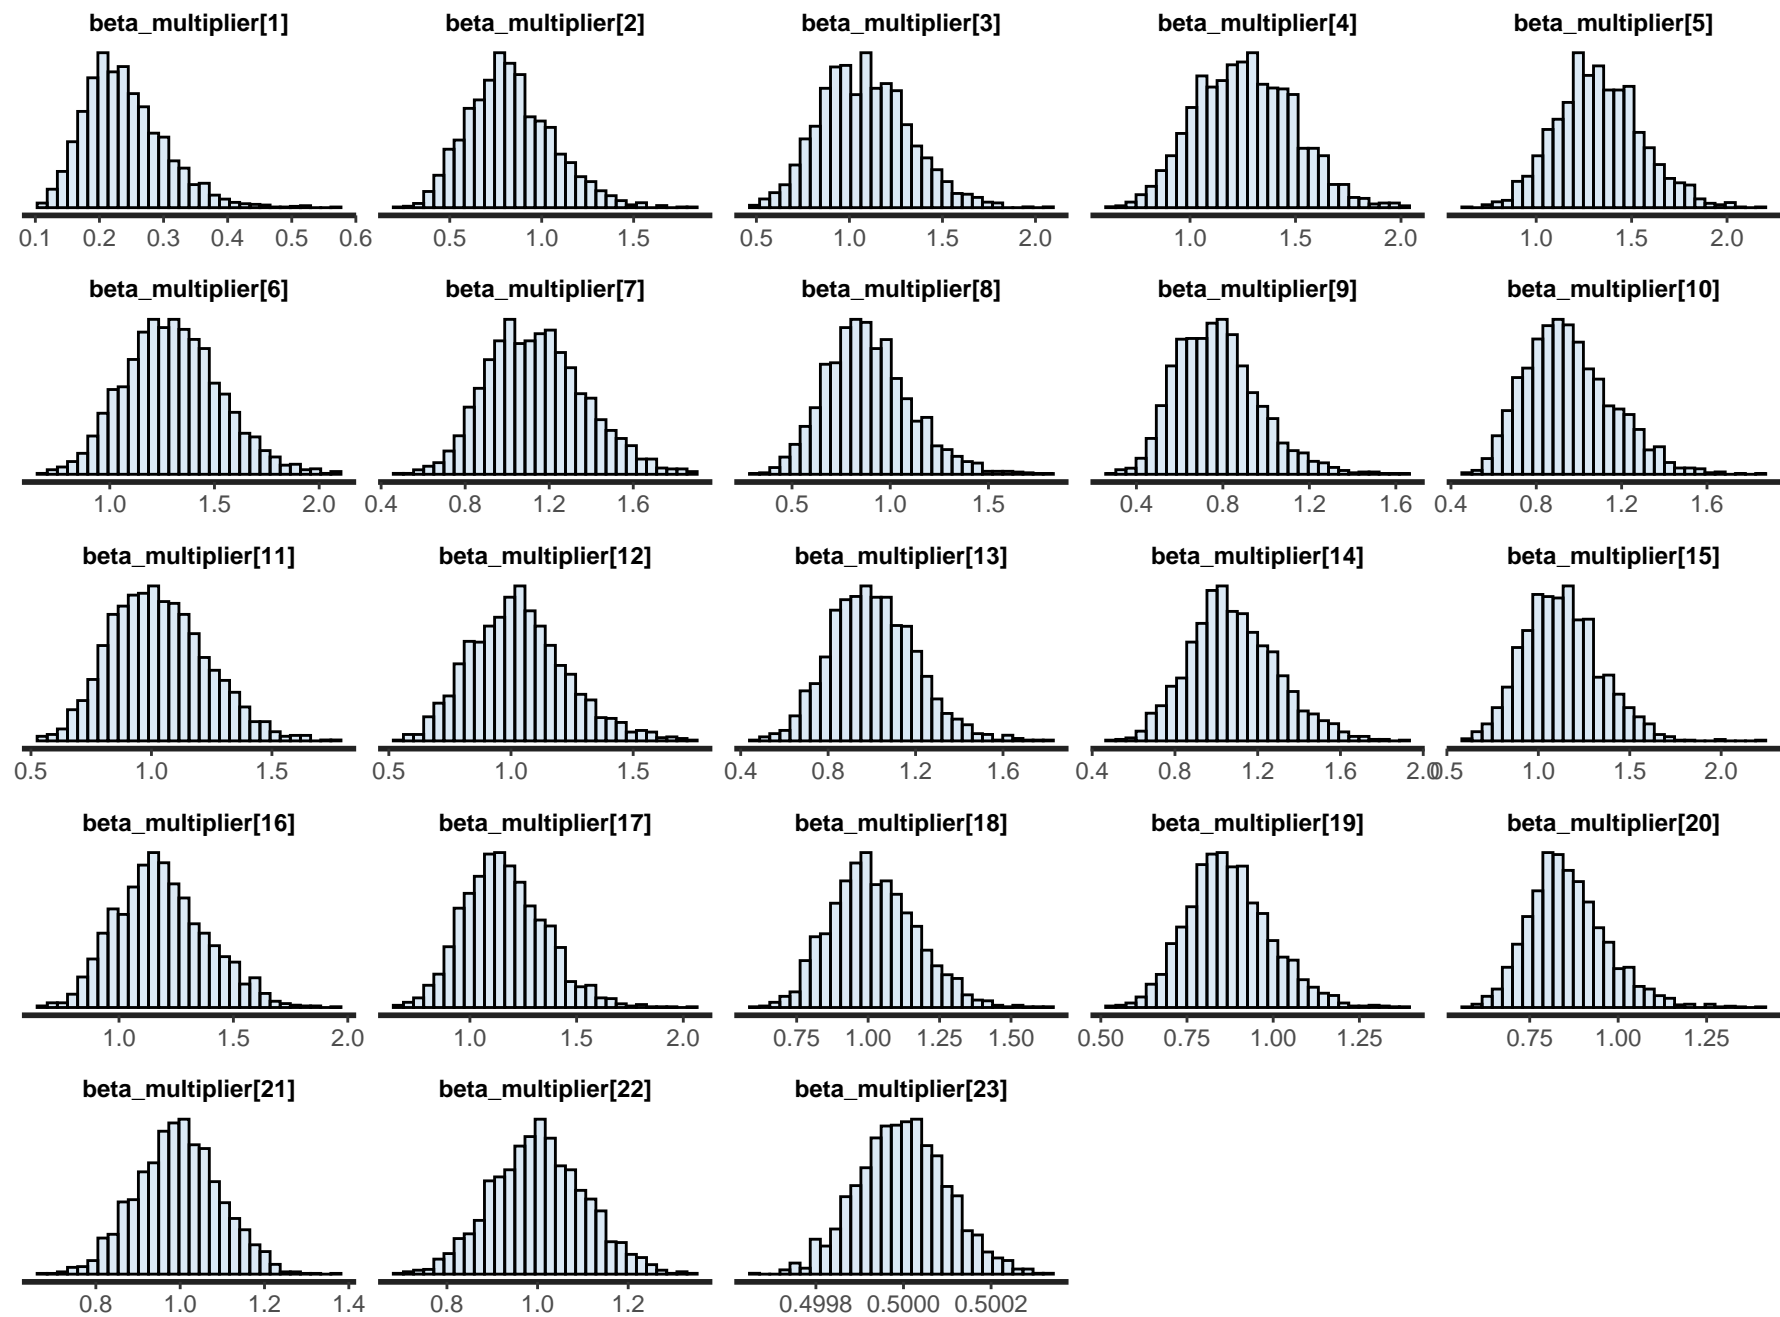 beta_multiplier[1] beta_multiplier[2] beta_multiplier[3] beta_multiplier[4] beta_multiplier[5]
0.1 0.2 0.3 0.4 0.5 0.6 0.5 1.0 1.5 0.5 1.0 1.5 2.0 1.0 1.5 2.0 1.0 1.5 2.0
beta_multiplier[6] beta_multiplier[7] beta_multiplier[8] beta_multiplier[9] beta_multiplier[10]
1.0 1.5 2.0 0.4 0.8 1.2 1.6 0.5 1.0 1.5 0.4 0.8 1.2 1.6 0.4 0.8 1.2 1.6
beta_multiplier[11] beta_multiplier[12] beta_multiplier[13] beta_multiplier[14] beta_multiplier[15]
0.5 1.0 1.5 0.5 1.0 1.5 0.4 0.8 1.2 1.6 0.4 0.8 1.2 1.6 2.0 0.5 1.0 1.5 2.0
beta_multiplier[16] beta_multiplier[17] beta_multiplier[18] beta_multiplier[19] beta_multiplier[20]
1.0 1.5 2.0 1.0 1.5 2.0 0.75 1.00 1.25 1.50 0.50 0.75 1.00 1.25 0.75 1.00 1.25
beta_multiplier[21] beta_multiplier[22] beta_multiplier[23]
0.8 1.0 1.2 1.4 0.8 1.0 1.2 0.4998 0.5000 0.5002